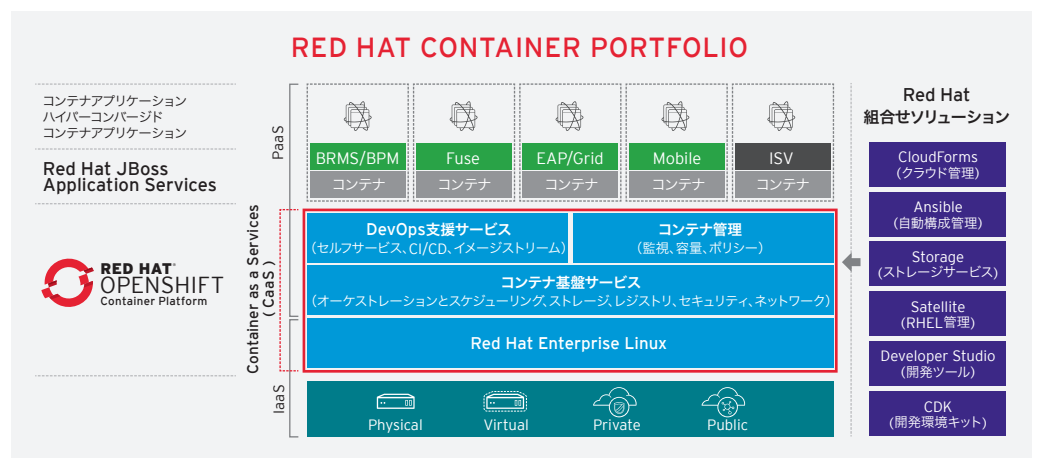 RED HAT CONTAINER PORTFOLIO
コンテナアプリケーション
ハイパーコンバージド
コンテナアプリケーション
Red Hat JBoss
Application Services
RED HAT®
OPENSHIFT
Container Platform
PaaS
Container as a Services
(CaaS)
IaaS
BRMS/BPM
コンテナ
Fuse
コンテナ
EAP/Grid
コンテナ
Mobile
コンテナ
ISV
コンテナ
DevOps支援サービス
(セルフサービス、CI/CD、イメージストリーム)
コンテナ管理
(監視、容量、ポリシー)
コンテナ基盤サービス
(オーケストレーションとスケジューリング、ストレージ、レジストリ、セキュリティ、ネットワーク)
Red Hat Enterprise Linux
Physical
Virtual
Private
Public
Red Hat
組合せソリューション
CloudForms
(クラウド管理)
Ansible
(自動構成管理)
Storage
(ストレージサービス)
Satellite
(RHEL管理)
Developer Studio
(開発ツール)
CDK
(開発環境キット)